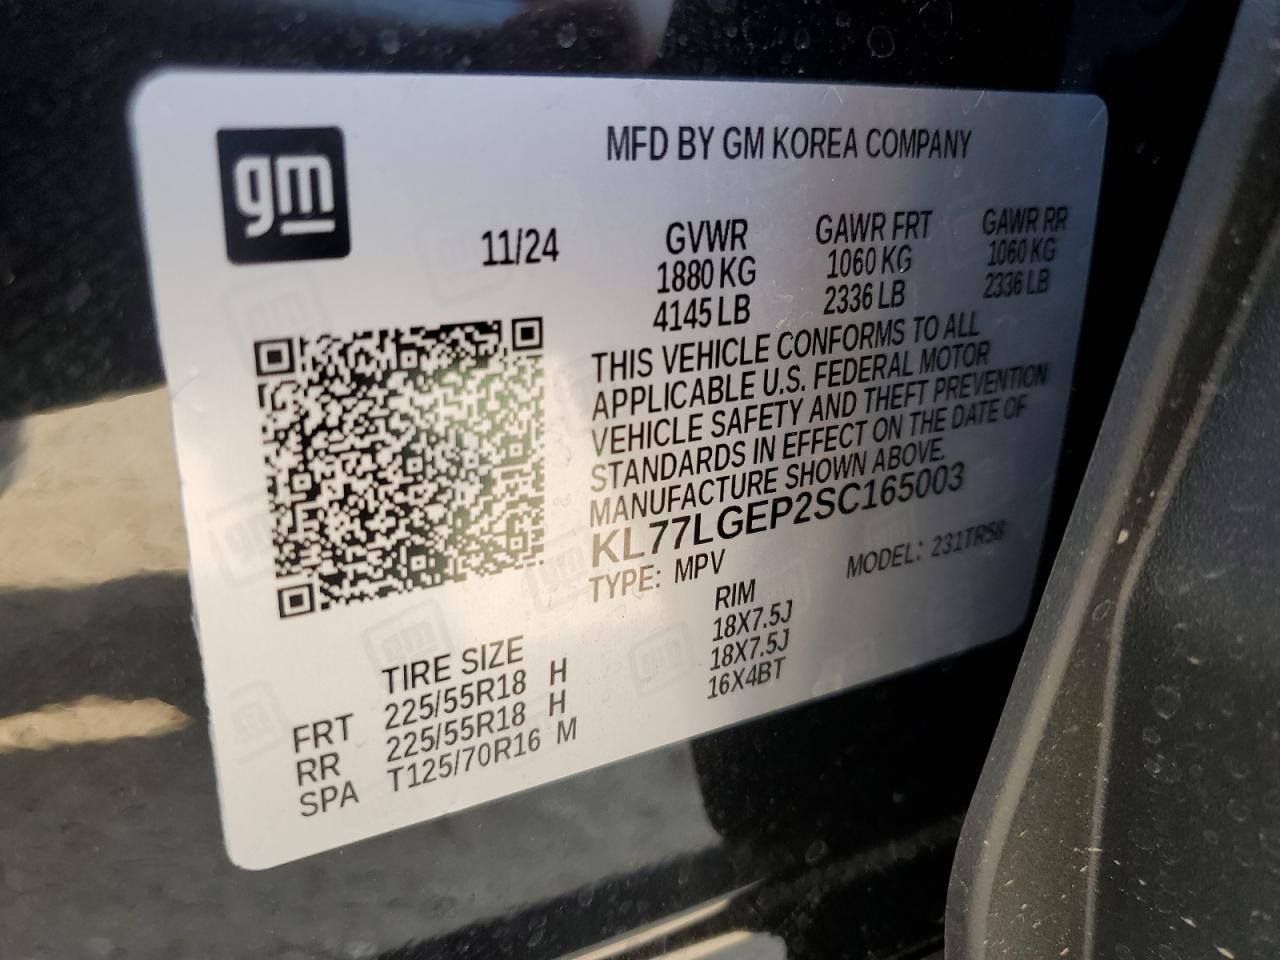 gm
MFD BY GM KOREA COMPANY
11/24
GVWR GAWR FRT GAWR RR
1880 KG 1060 KG 1060 KG
4145 LB 2336 LB 2336 LB
THIS VEHICLE CONFORMS TO ALL
APPLICABLE U.S. FEDERAL MOTOR
VEHICLE SAFETY AND THEFT PREVENTION
STANDARDS IN EFFECT ON THE DATE OF
MANUFACTURE SHOWN ABOVE.
KL77LGEP2SC165003
TYPE: MPV MODEL: 231TR58
TIRE SIZE RIM
FRT 225/55R18 H 18X7.5J
RR 225/55R18 H 18X7.5J
SPA T125/70R16 M 16X4BT